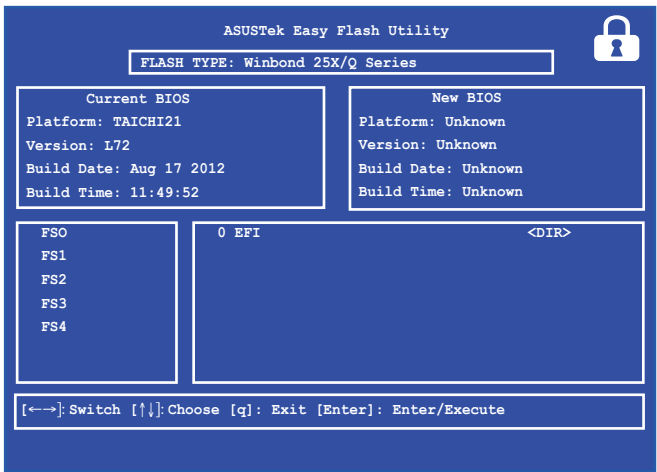 ASUSTek Easy Flash Utility
FLASH TYPE: Winbond 25X/Q Series
Current BIOS
Platform: TAICHI21
Version: L72
Build Date: Aug 17 2012
Build Time: 11:49:52
New BIOS
Platform: Unknown
Version: Unknown
Build Date: Unknown
Build Time: Unknown
FSO
FS1
FS2
FS3
FS4
0 EFI <DIR>
[←→]: Switch [↑↓]: Choose [q]: Exit [Enter]: Enter/Execute